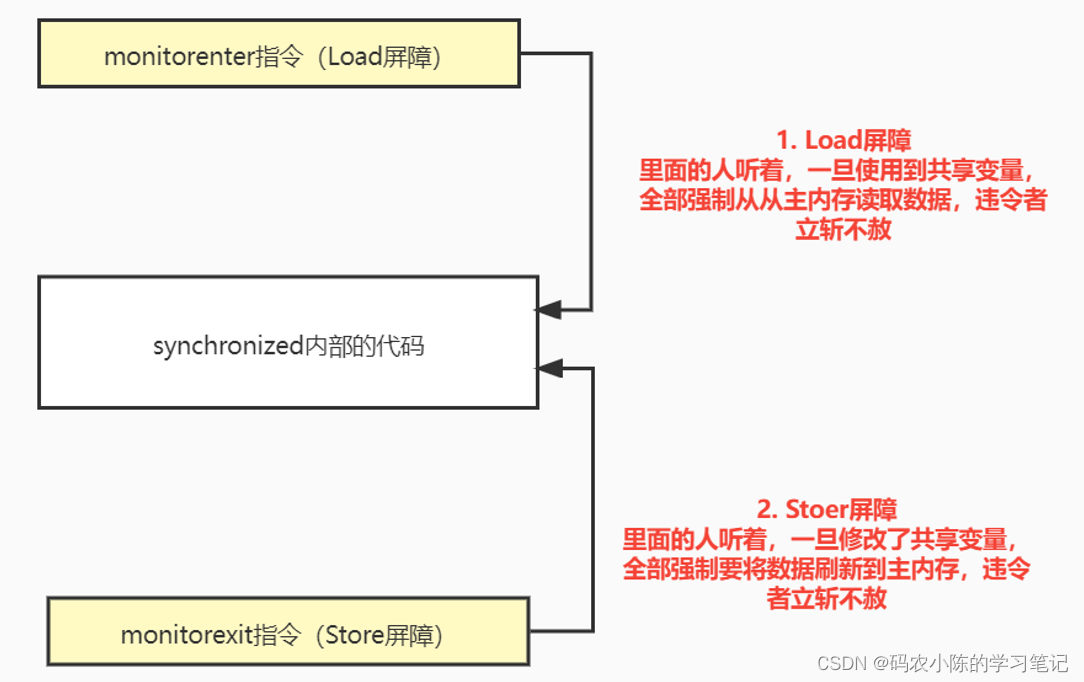 monitorenter指令（Load屏障）
1. Load屏障
里面的人听着，一旦使用到共享变量，
全部强制从从主内存读取数据，违令者
立斩不赦
synchronized内部的代码
2. Stoer屏障
里面的人听着，一旦修改了共享变量，
全部强制要将数据刷新到主内存，违令
者立斩不赦
monitorexit指令（Store屏障）
CSDN @码农小陈的学习笔记